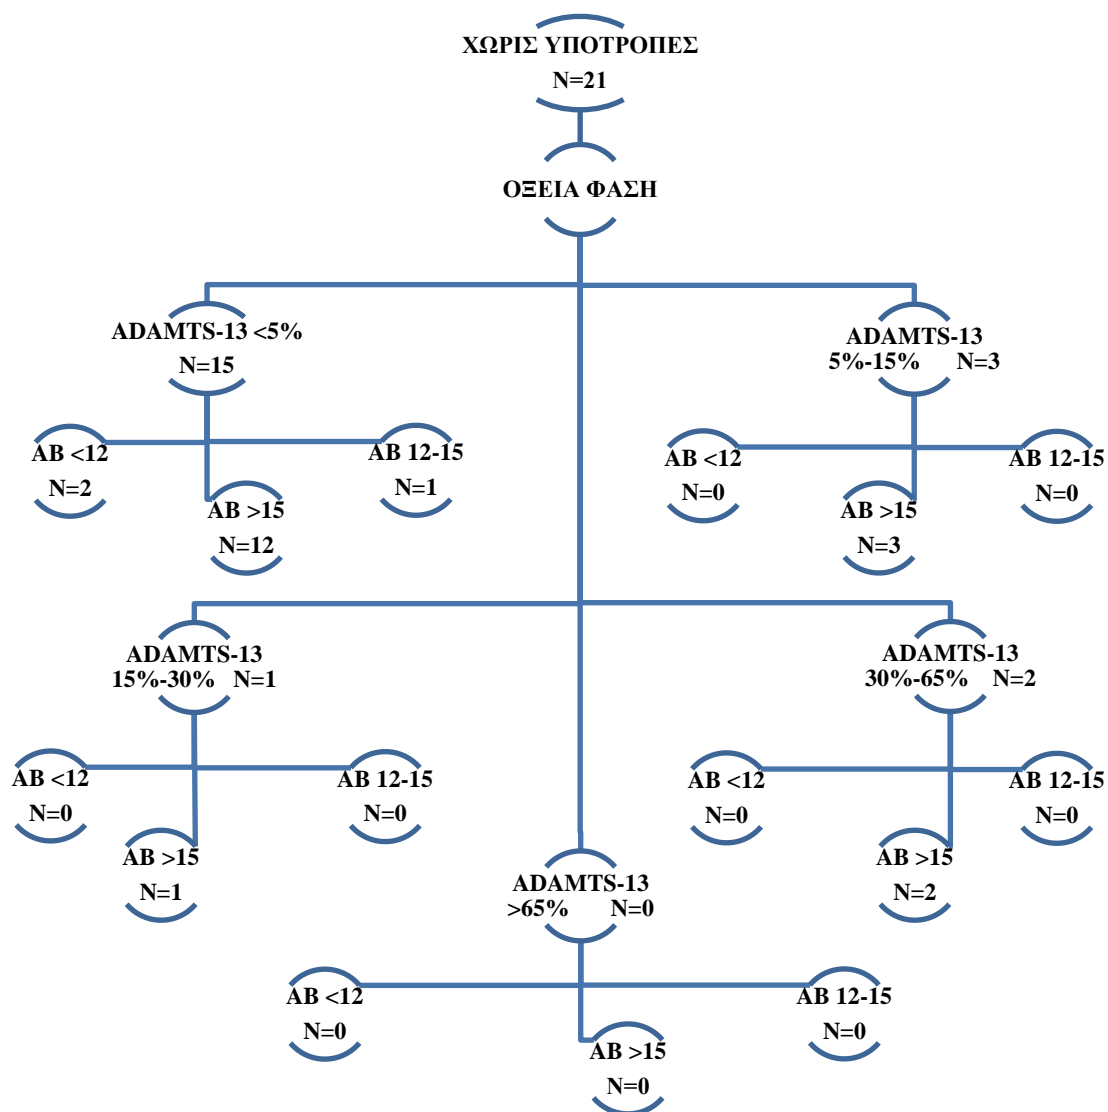 ΧΩΡΙΣ ΥΠΟΤΡΟΠΕΣ
N=21
ΟΞΕΙΑ ΦΑΣΗ
ADAMTS-13 <5%
N=15
AB <12
N=2
AB >15
N=12
AB 12-15
N=1
ADAMTS-13
5%-15% N=3
AB <12
N=0
AB >15
N=3
AB 12-15
N=0
ADAMTS-13
15%-30% N=1
AB <12
N=0
AB >15
N=1
AB 12-15
N=0
ADAMTS-13
30%-65% N=2
AB <12
N=0
AB >15
N=2
AB 12-15
N=0
ADAMTS-13
>65% N=0
AB <12
N=0
AB >15
N=0
AB 12-15
N=0